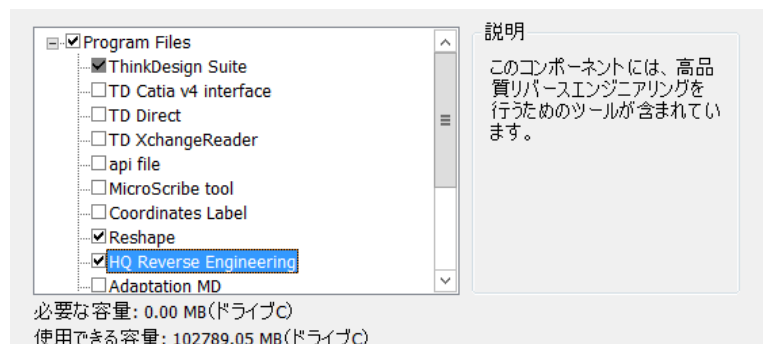 Program Files
ThinkDesign Suite
TD Catia v4 interface
TD Direct
TD XchangeReader
api file
MicroScribe tool
Coordinates Label
Reshape
HQ Reverse Engineering
Adaptation MD
説明
このコンポーネントには、高品
質リバースエンジニアリングを
行うためのツールが含まれてい
ます。
必要な容量: 0.00 MB(ドライブC)
使用できる容量: 102789.05 MB(ドライブC)